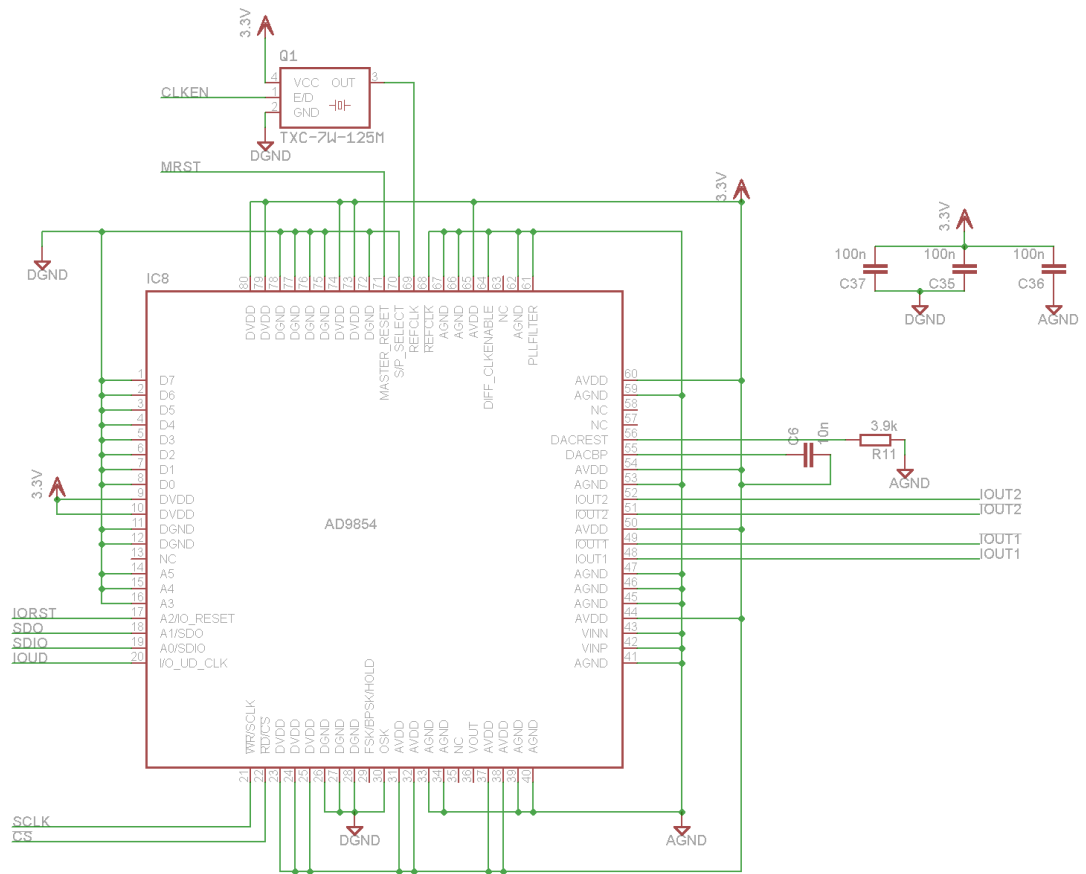 3.3V
Q1
4 VCC OUT 3
1 E/D
2 GND
CLKEN
TXC-7W-125M
DGND
MRST
3.3V
3.3V
DGND
100n
100n
100n
C37
C35
C36
DGND
AGND
IC8
80 79 78 77 76 75 74 73 72 71 70 69 68 67 66 65 64 63 62 61
DVDD
DVDD
DGND
DGND
DGND
DGND
DVDD
DVDD
DGND
MASTER_RESET
S/P_SELECT
REFCLK
REFCLK
AGND
AGND
AVDD
DIFF_CLKENABLE
NC
AGND
PLLFILTER
1 D7
2 D6
3 D5
4 D4
5 D3
6 D2
7 D1
8 D0
9 DVDD
10 DVDD
11 DGND
12 DGND
13 NC
14 A5
15 A4
16 A3
17 A2/IO_RESET
18 A1/SDO
19 A0/SDIO
20 I/O_UD_CLK
3.3V
IORST
SDO
SDIO
IOUD
AD9854
AVDD 60
AGND 59
NC 58
NC 57
DACREST 56
DACBP 55
AVDD 54
AGND 53
IOUT2 52
IOUT2 51
AVDD 50
IOUT1 49
IOUT1 48
AGND 47
AGND 46
AGND 45
AVDD 44
VINN 43
VINP 42
AGND 41
C6
10n
3.9k
R11
AGND
IOUT2
IOUT2
IOUT1
IOUT1
WR/SCLK
RD/CS
DVDD
DVDD
DVDD
DGND
DGND
DGND
FSK/BPSK/HOLD
OSK
AVDD
AVDD
AGND
AGND
NC
VOUT
AVDD
AVDD
AGND
AGND
21 22 23 24 25 26 27 28 29 30 31 32 33 34 35 36 37 38 39 40
SCLK
CS
DGND
AGND